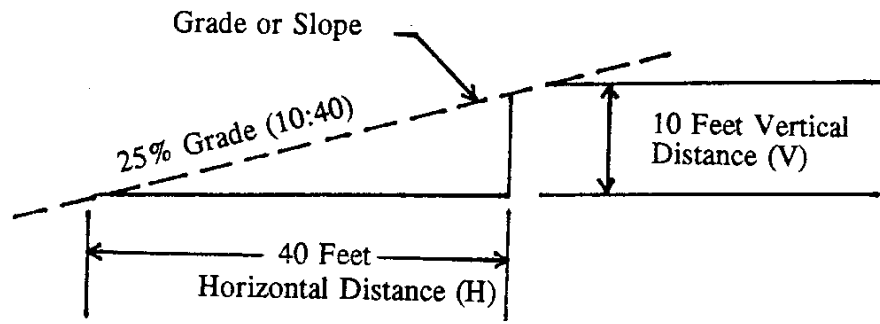 Grade or Slope
25% Grade (10:40)
10 Feet Vertical
Distance (V)
40 Feet
Horizontal Distance (H)